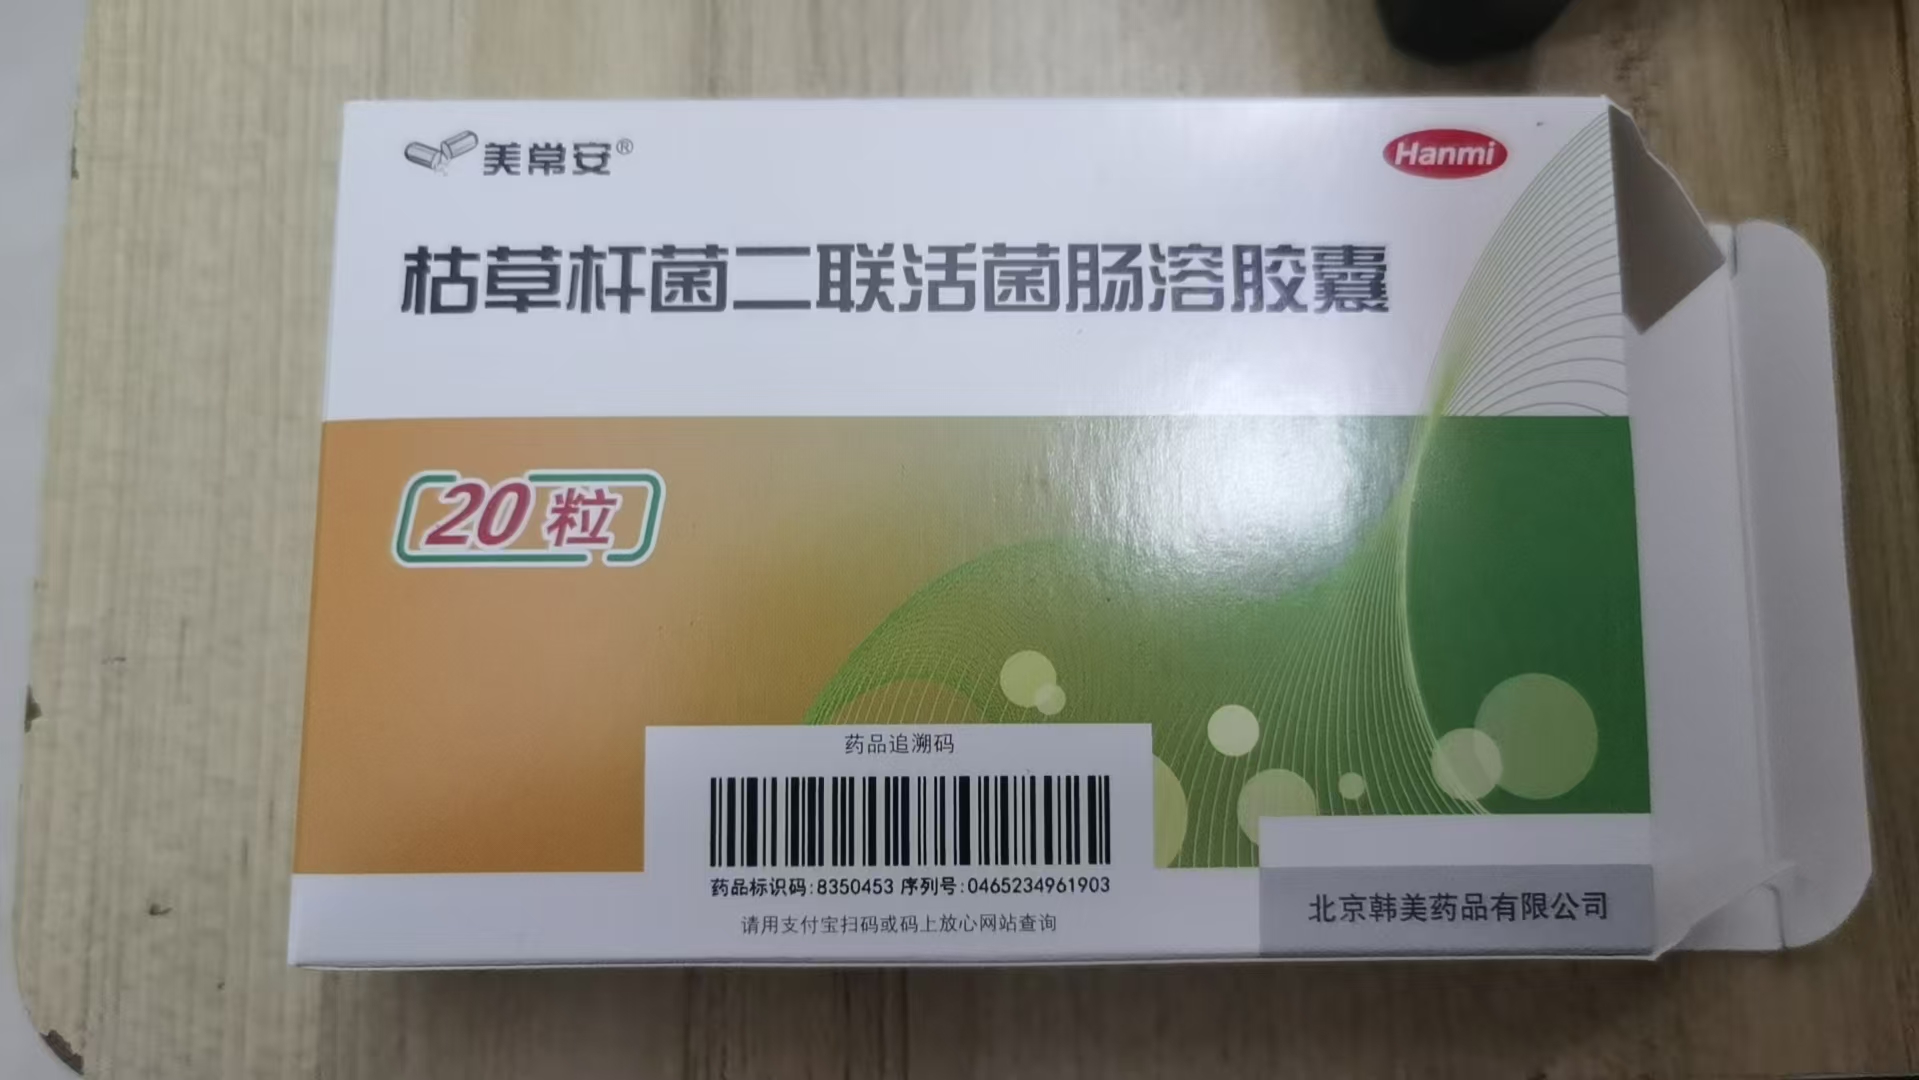 美常安®
Hanmi
枯草杆菌二联活菌肠溶胶囊
20粒
药品追溯码
药品标识码:8350453 序列号:0465234961903
请用支付宝扫码或码上放心网站查询
北京韩美药品有限公司